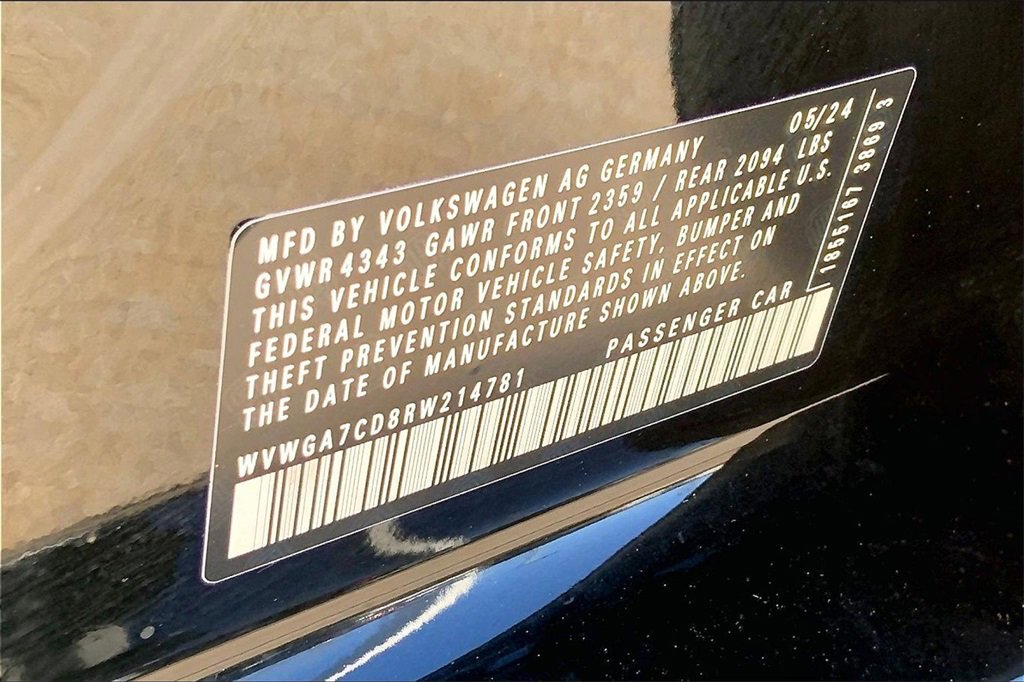 MFD BY VOLKSWAGEN AG GERMANY 05/24
GVWR 4343 GAWR FRONT 2359 / REAR 2094 LBS
THIS VEHICLE CONFORMS TO ALL APPLICABLE U.S.
FEDERAL MOTOR VEHICLE SAFETY, BUMPER AND
THEFT PREVENTION STANDARDS IN EFFECT ON
THE DATE OF MANUFACTURE SHOWN ABOVE.
WVWGA7CD8RW214781 PASSENGER CAR
1855167 3869 3